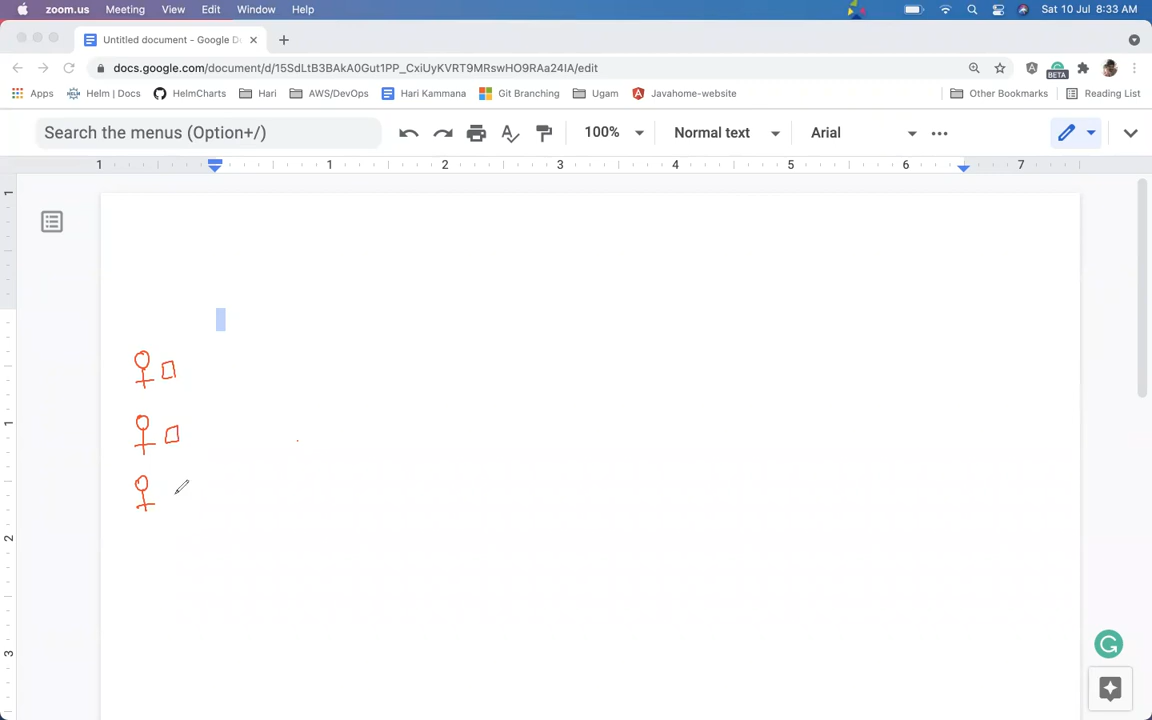 zoom.us Meeting View Edit Window Help Sat 10 Jul 8:33 AM
Untitled document - Google D
docs.google.com/document/d/15SdLtB3BAkA0Gut1PP_CxiUyKVRT9MRswHO9RAa24IA/edit
BETA
Apps Helm | Docs HelmCharts Hari AWS/DevOps Hari Kammana Git Branching Ugam Javahome-website Other Bookmarks Reading List
HELM
Search the menus (Option+/) 100% Normal text Arial
1 1 2 3 4 5 6 7
1
1
2
3